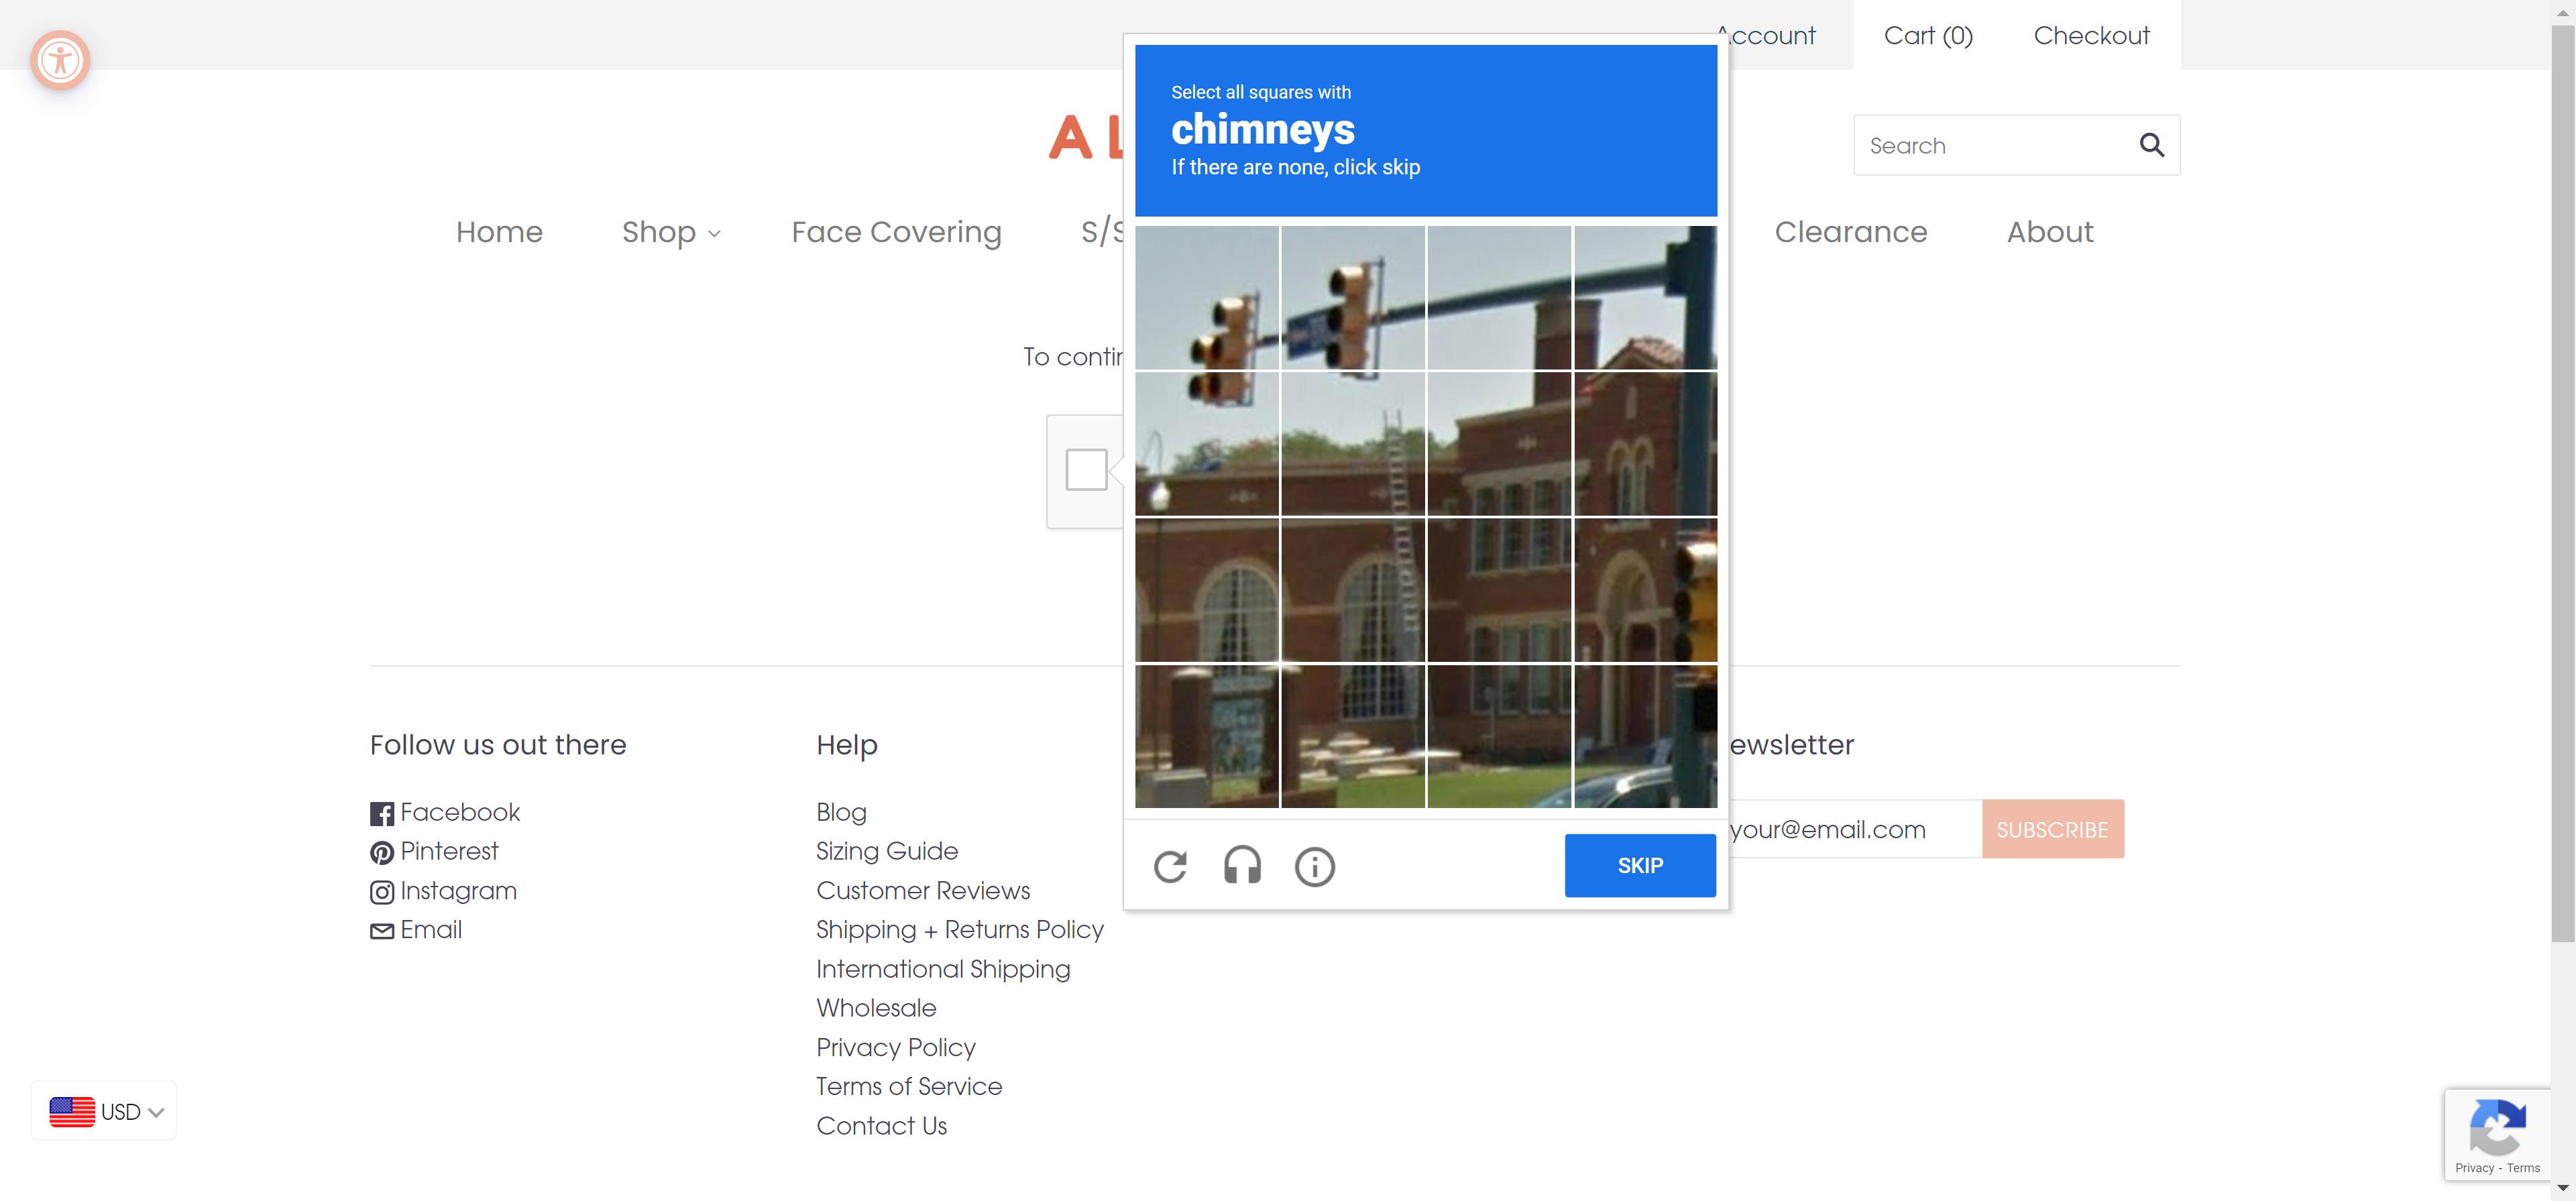 Account
Cart (0)
Checkout
AL
Search
Home
Shop
Face Covering
S/S
Clearance
About
Select all squares with
chimneys
If there are none, click skip
To contin
SKIP
Follow us out there
Facebook
Pinterest
Instagram
Email
Help
Blog
Sizing Guide
Customer Reviews
Shipping + Returns Policy
International Shipping
Wholesale
Privacy Policy
Terms of Service
Contact Us
ewsletter
your@email.com
SUBSCRIBE
USD
Privacy - Terms